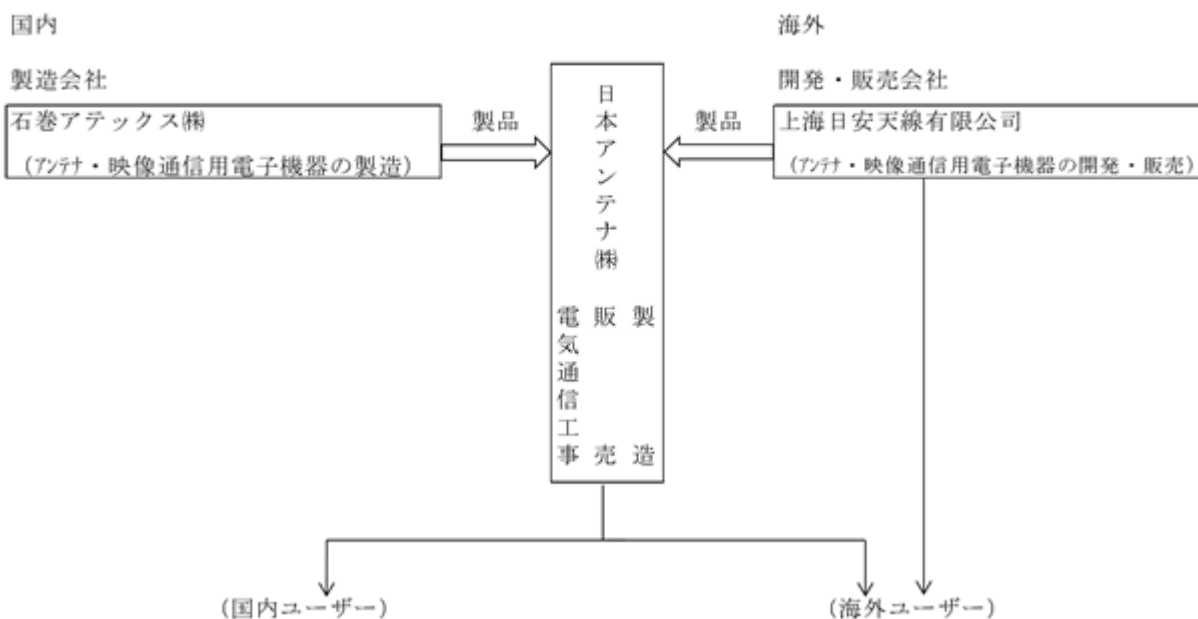 国内
海外
製造会社
開発・販売会社
石巻アテックス㈱
(ｱﾝﾃﾅ・映像通信用電子機器の製造)
製品
日本アンテナ㈱
製造
販売
電気通信工事
製品
上海日安天線有限公司
(ｱﾝﾃﾅ・映像通信用電子機器の開発・販売)
(国内ユーザー)
(海外ユーザー)